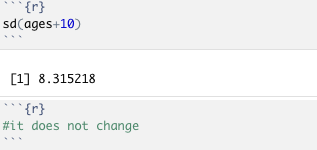 ```{r}
sd(ages+10)
```
[1] 8.315218
```{r}
#it does not change
```